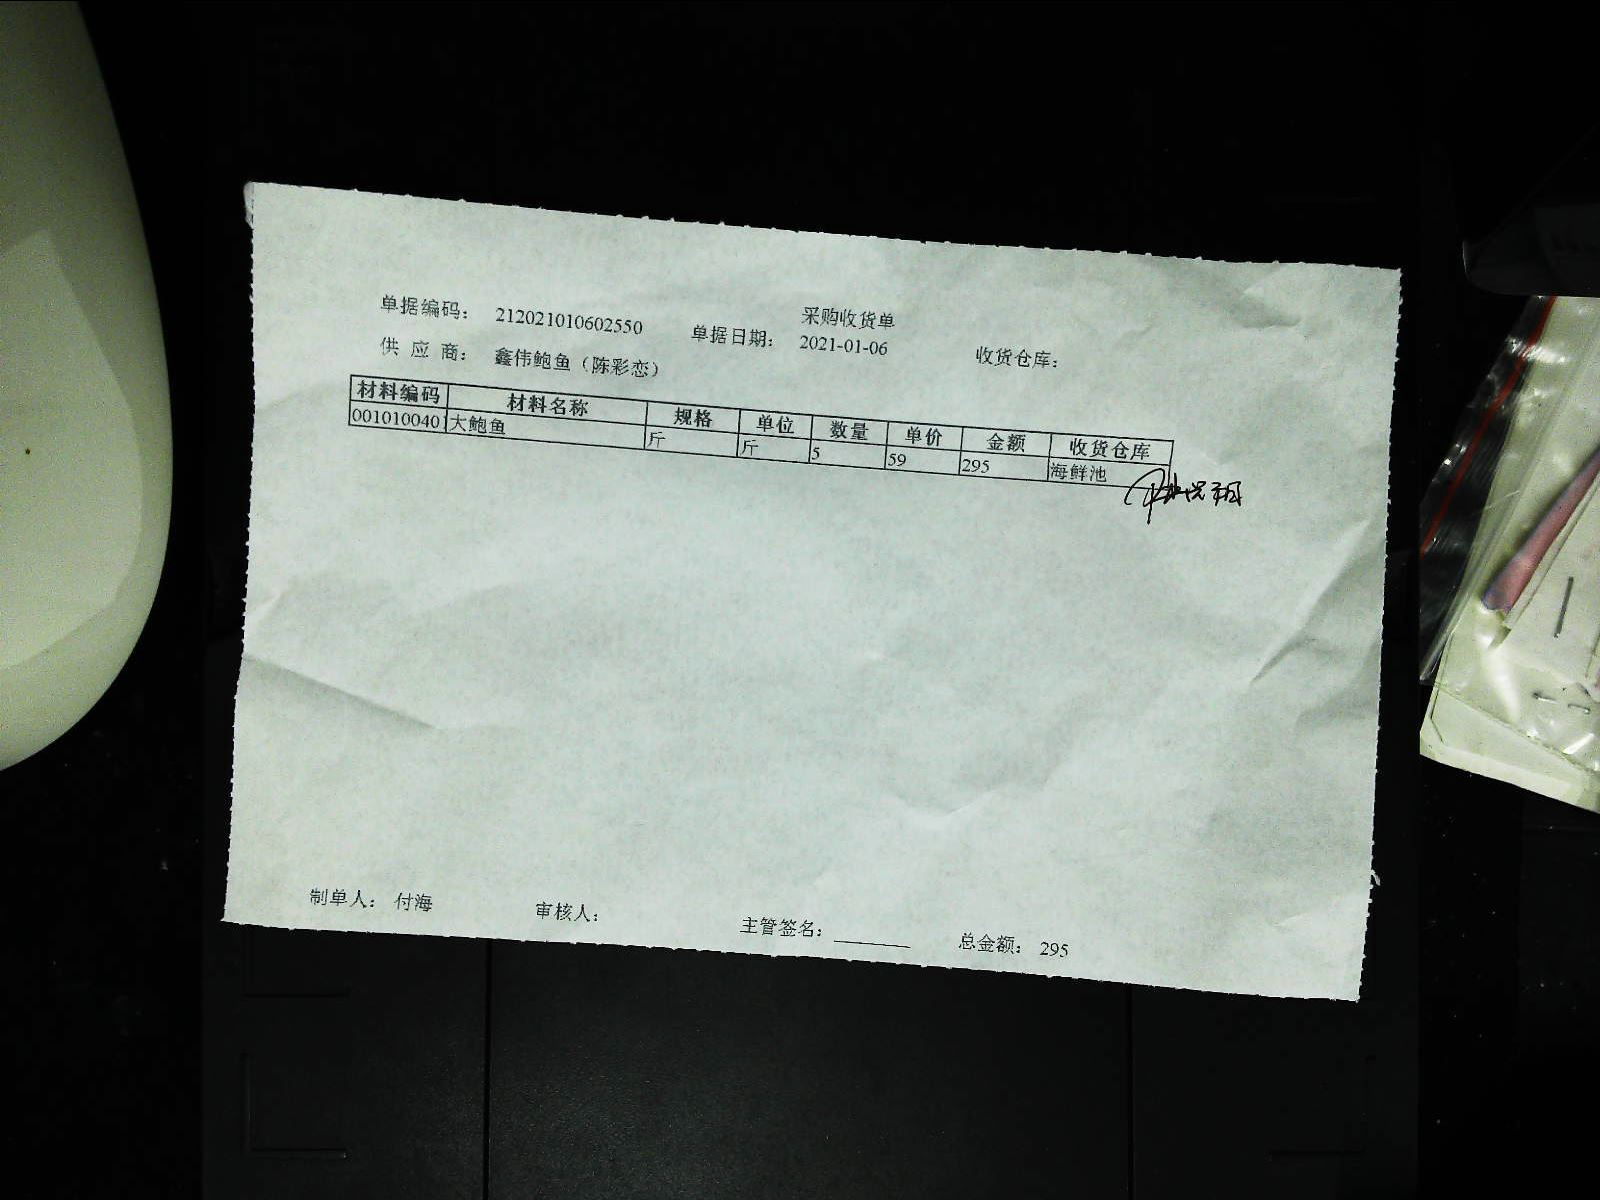 采购收货单
单据编码: 212021010602550 单据日期: 2021-01-06 收货仓库:
供 应 商: 鑫伟鲍鱼（陈彩恋）
材料编码 材料名称 规格 单位 数量 单价 金额 收货仓库
001010040 大鲍鱼 斤 斤 5 59 295 海鲜池
制单人: 付海 审核人: 主管签名: ________ 总金额: 295